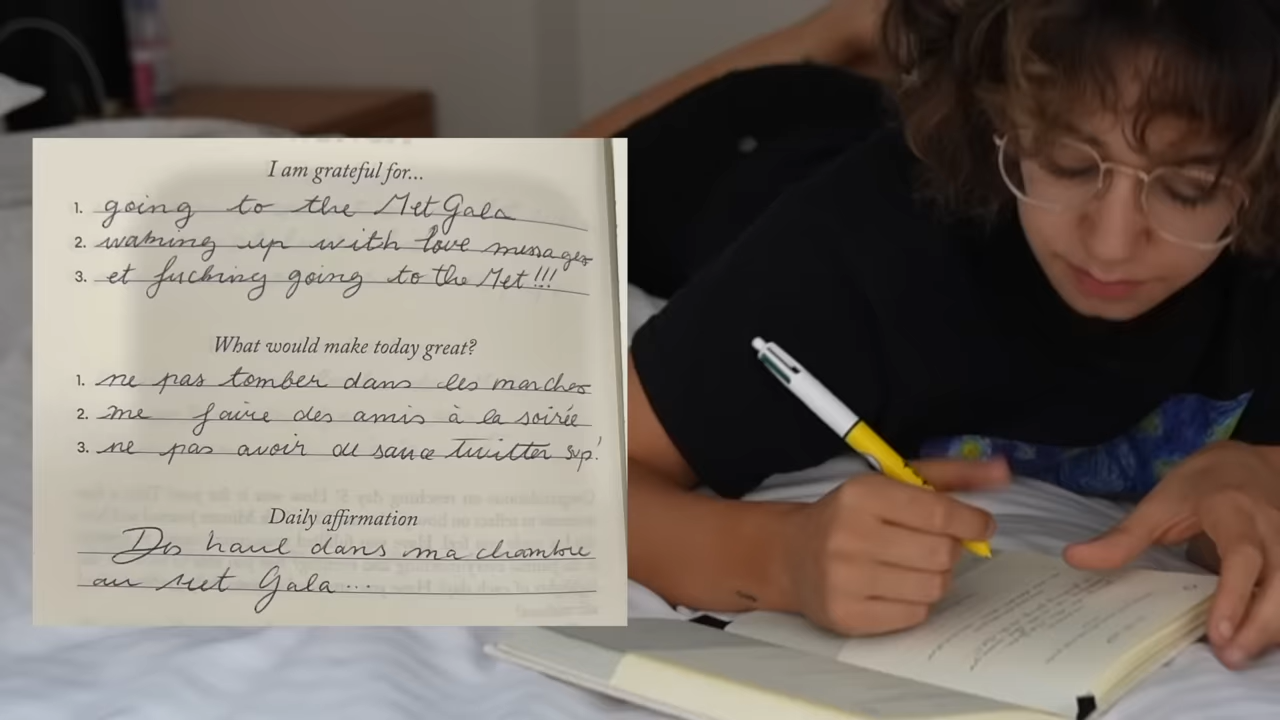 I am grateful for...
1. going to the Met Gala
2. waking up with love messages
3. et fucking going to the Met!!!
What would make today great?
1. ne pas tomber dans les marches
2. me faire des amis à la soirée
3. ne pas avoir de sauce twitter svp!
Daily affirmation
Du haut dans ma chambre
au Met Gala...